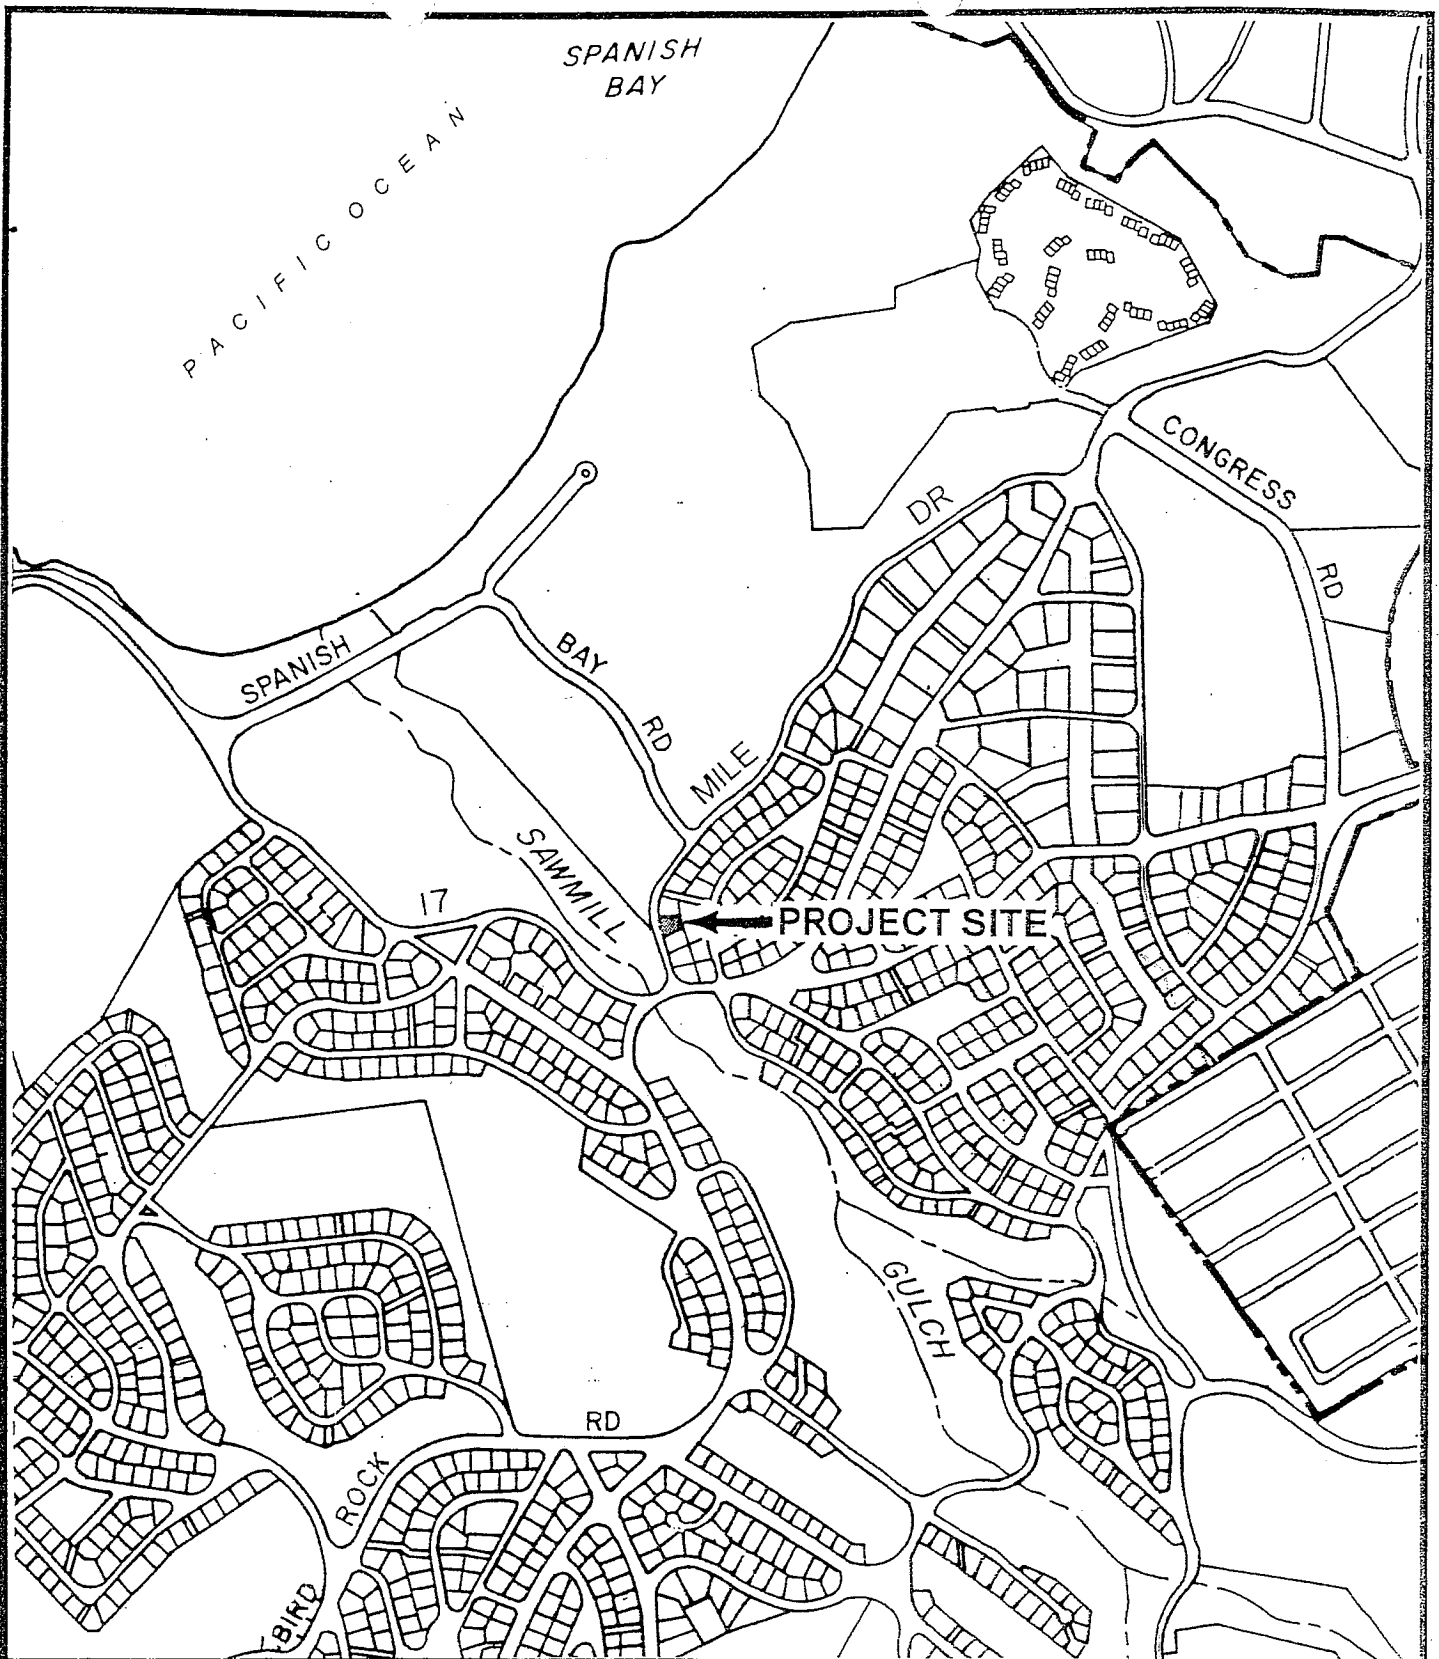 SPANISH
BAY
PACIFIC OCEAN
CONGRESS
RD
DR
MILE
17
SPANISH
BAY
RD
SAWMILL
PROJECT SITE
GULCH
RD
ROCK
BIRD